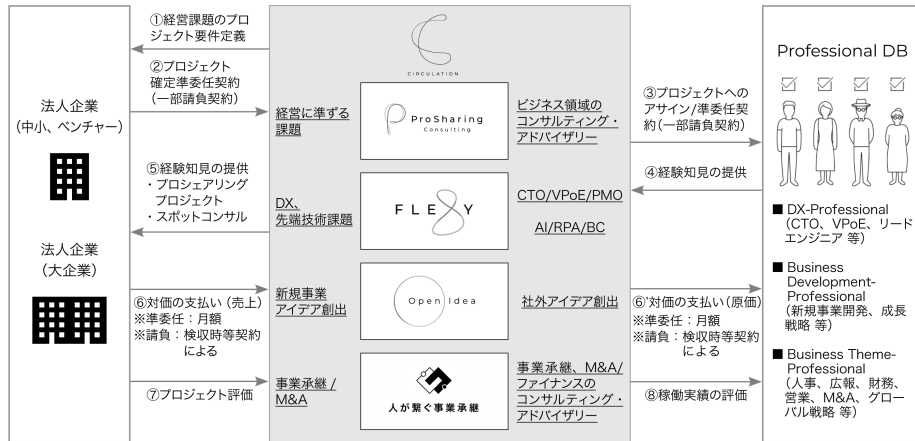 法人企業
（中小、ベンチャー）
法人企業
（大企業）
①経営課題のプロ
ジェクト要件定義
②プロジェクト
確定準委任契約
（一部請負契約）
⑤経験知見の提供
・プロシェアリング
プロジェクト
・スポットコンサル
⑥対価の支払い（売上）
※準委任：月額
※請負：検収時等契約
による
⑦プロジェクト評価
CIRCULATION
経営に準ずる
課題
ProSharing
Consulting
ビジネス領域の
コンサルティング・
アドバイザリー
DX、
先端技術課題
FLEXY
CTO/VPoE/PMO
AI/RPA/BC
新規事業
アイデア創出
Open Idea
社外アイデア創出
事業承継 /
M&A
人が繋ぐ事業承継
事業承継、M&A/
ファイナンスの
コンサルティング・
アドバイザリー
③プロジェクトへの
アサイン/準委任契
約（一部請負契約）
④経験知見の提供
⑥’対価の支払い（原価）
※準委任：月額
※請負：検収時等契約
による
⑧稼働実績の評価
Professional DB
■ DX-Professional
（CTO、VPoE、リード
エンジニア 等）
■ Business
Development-
Professional
（新規事業開発、成長
戦略 等）
■ Business Theme-
Professional
（人事、広報、財務、
営業、M&A、グロー
バル戦略 等）